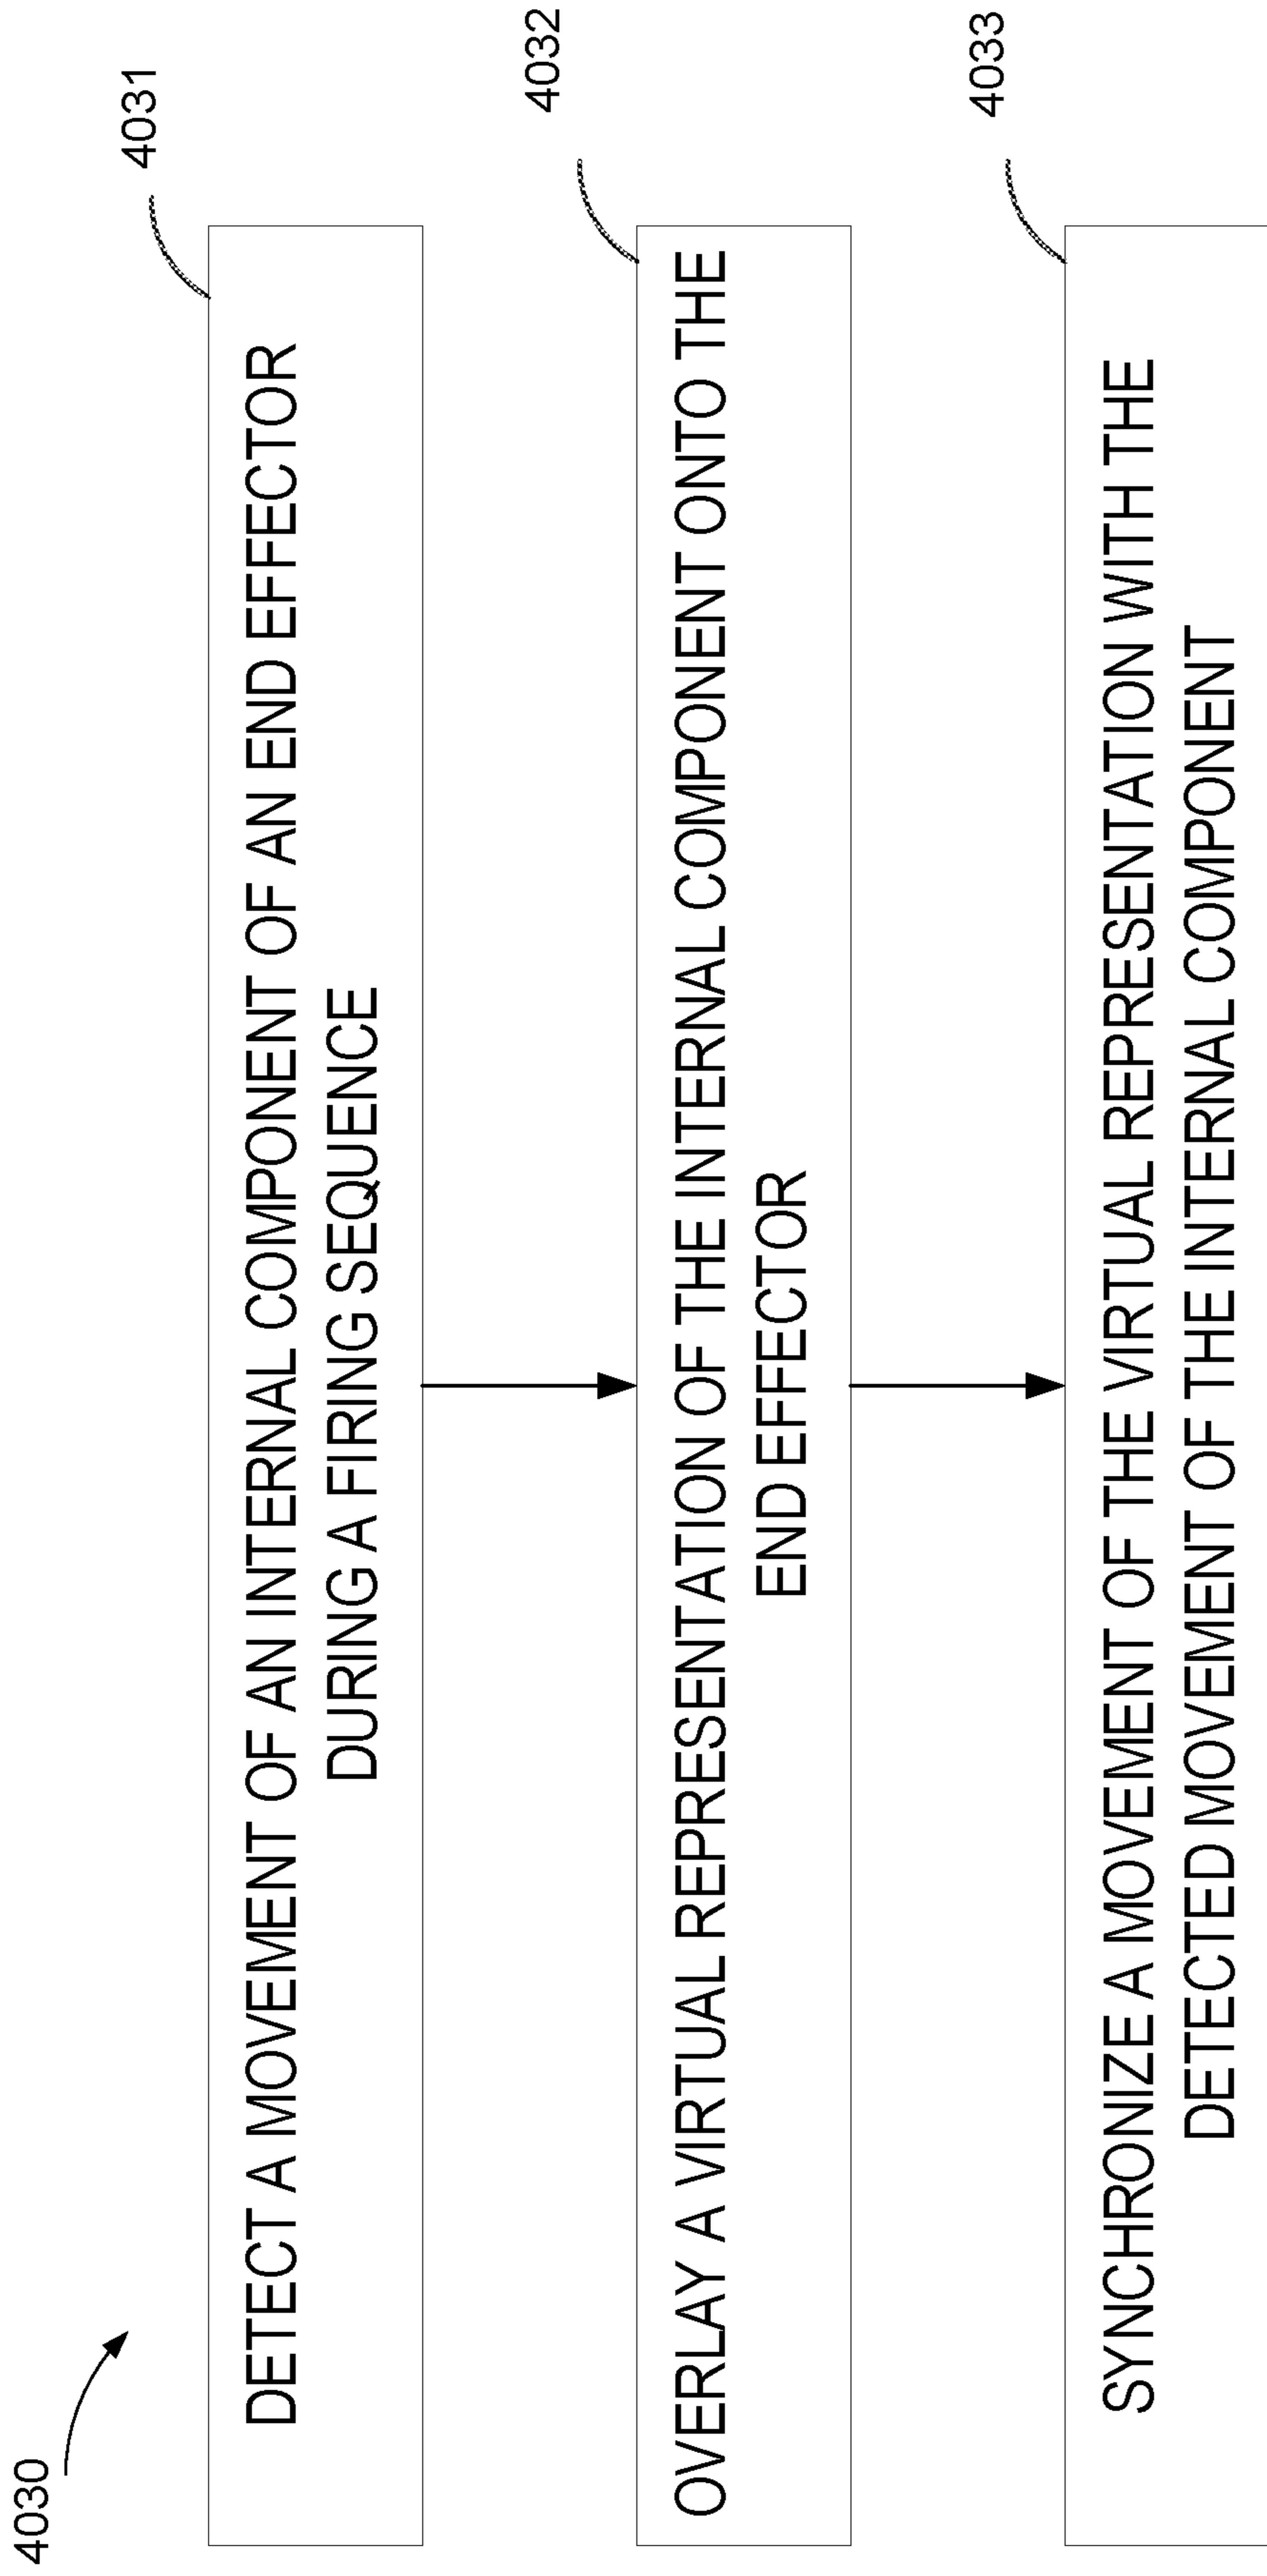 4030
4031
DETECT A MOVEMENT OF AN INTERNAL COMPONENT OF AN END EFFECTOR
DURING A FIRING SEQUENCE
4032
OVERLAY A VIRTUAL REPRESENTATION OF THE INTERNAL COMPONENT ONTO THE
END EFFECTOR
4033
SYNCHRONIZE A MOVEMENT OF THE VIRTUAL REPRESENTATION WITH THE
DETECTED MOVEMENT OF THE INTERNAL COMPONENT